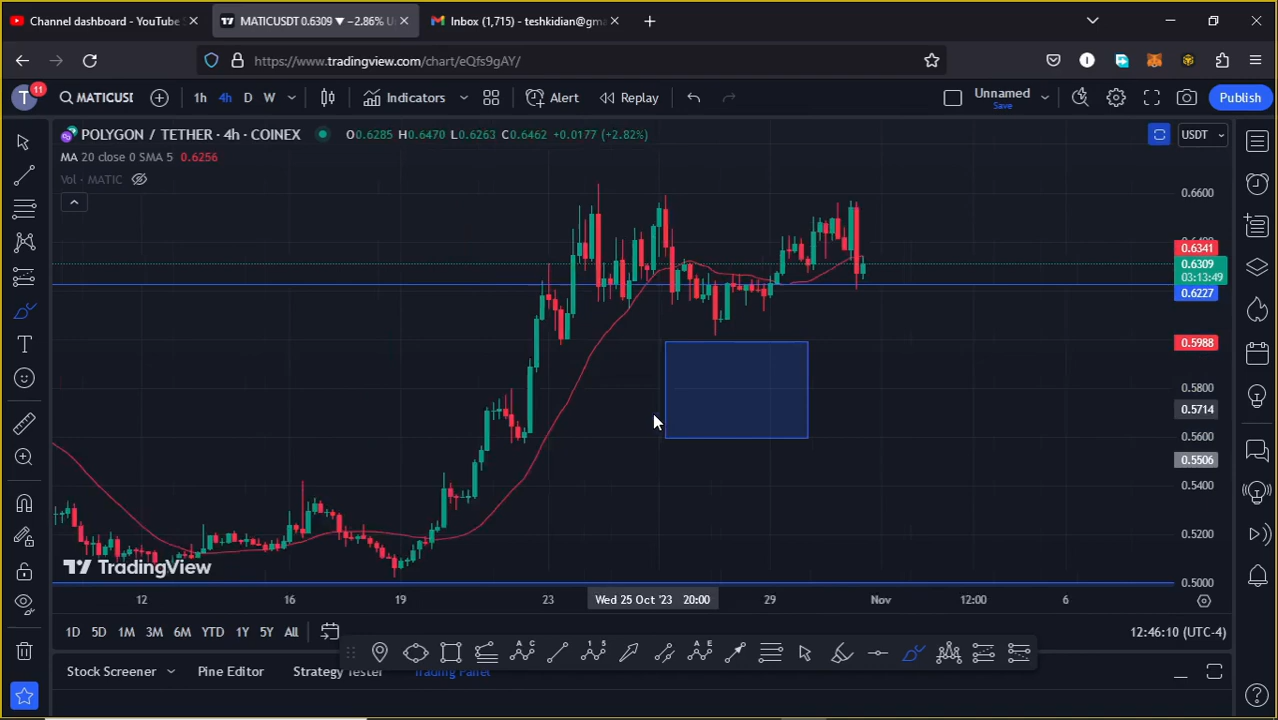 Channel dashboard - YouTube S
MATICUSDT 0.6309 ▼ −2.86% U
Inbox (1,715) - teshkidian@gma
https://www.tradingview.com/chart/eQfs9gAY/
T 11 MATICUSI 1h 4h D W Indicators Alert Replay Unnamed Save Publish
POLYGON / TETHER · 4h · COINEX O0.6285 H0.6470 L0.6263 C0.6462 +0.0177 (+2.82%) USDT
MA 20 close 0 SMA 5 0.6256
Vol · MATIC
0.6600
0.6341
0.6309
03:13:49
0.6227
0.5988
0.5800
0.5714
0.5600
0.5506
0.5400
0.5200
0.5000
TradingView
12 16 19 23 Wed 25 Oct '23 20:00 29 Nov 12:00 6
1D 5D 1M 3M 6M YTD 1Y 5Y All 12:46:10 (UTC-4)
Stock Screener Pine Editor Strategy Tester Trading Panel